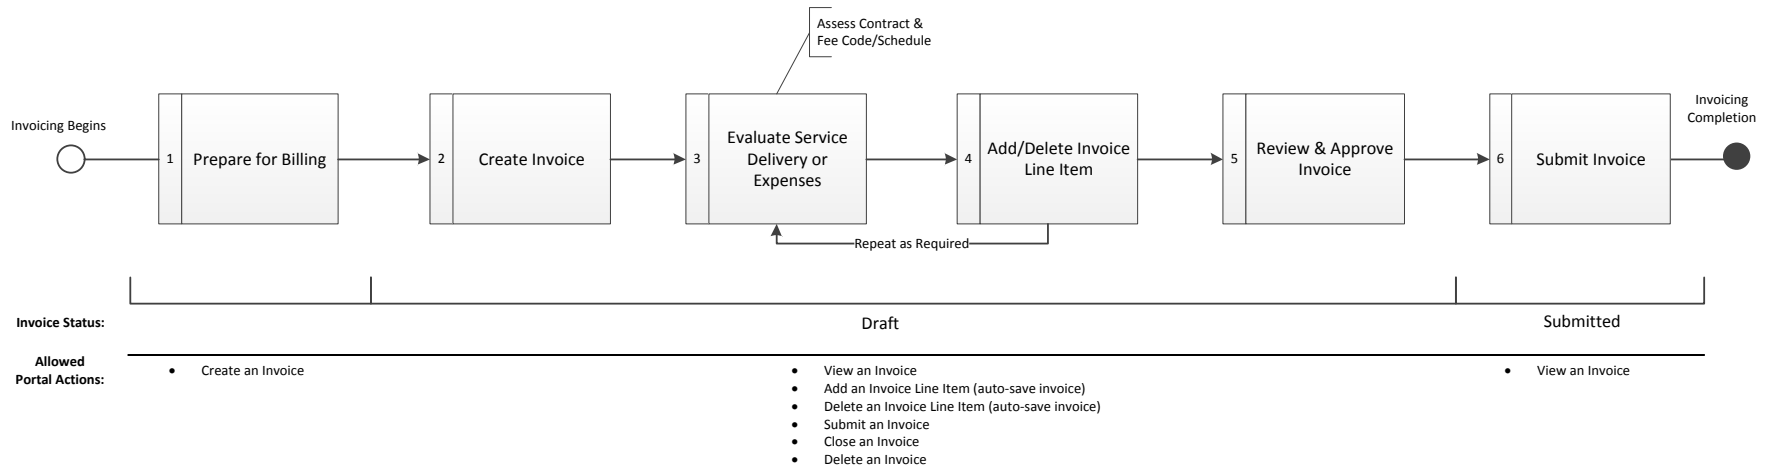 Assess Contract &
Fee Code/Schedule
Invoicing Begins
1
Prepare for Billing
2
Create Invoice
3
Evaluate Service
Delivery or
Expenses
4
Add/Delete Invoice
Line Item
5
Review & Approve
Invoice
6
Submit Invoice
Invoicing
Completion
Repeat as Required
Invoice Status:
Draft
Submitted
Allowed
Portal Actions:
• Create an Invoice
• View an Invoice
• Add an Invoice Line Item (auto-save invoice)
• Delete an Invoice Line Item (auto-save invoice)
• Submit an Invoice
• Close an Invoice
• Delete an Invoice
• View an Invoice